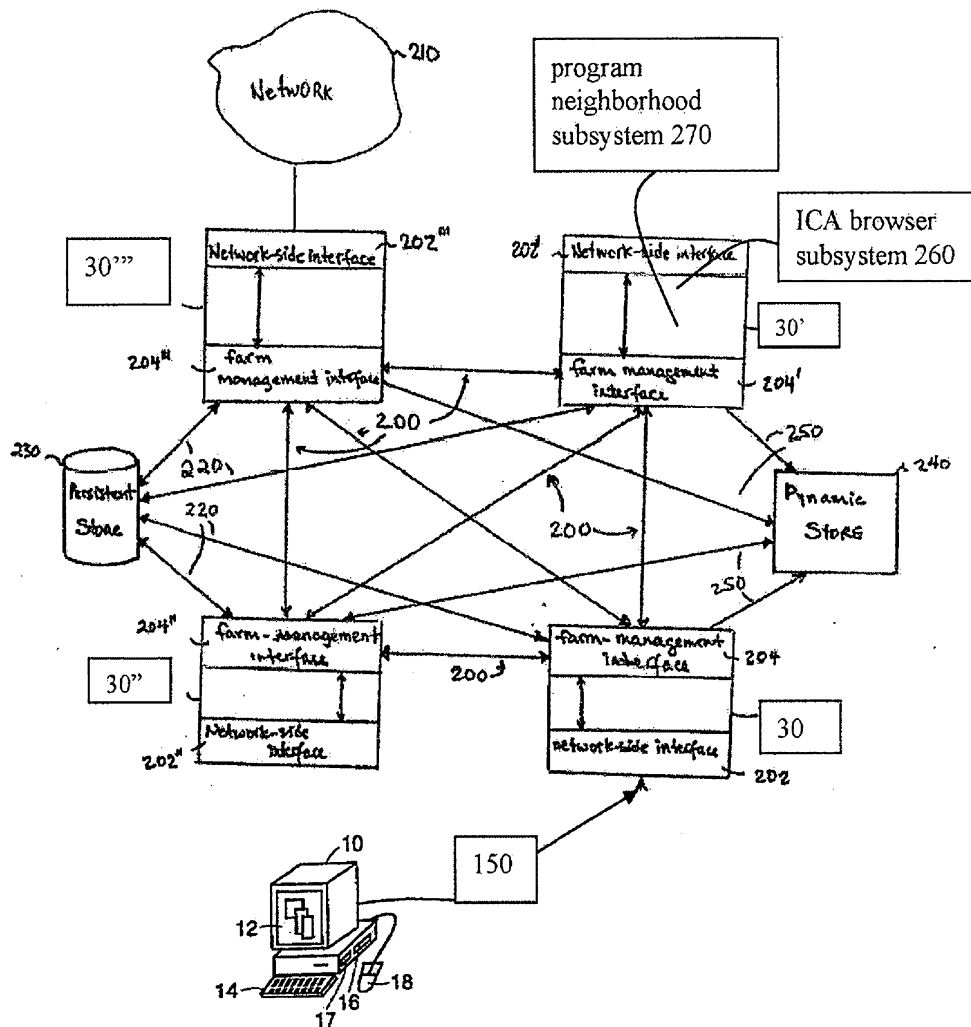 210
NETWORK
program
neighborhood
subsystem 270
ICA browser
subsystem 260
Network-side interface
202'''
30''''
202'
Network-side interface
30'
204'''
farm
management interface
farm management
interface
204'
200
230
Persistent
Store
220
220
250
240
Dynamic
STORE
200
250
204"
farm-management
interface
farm-management
interface
204
200
30"
30
Network-side
interface
202"
network-side interface
202
10
150
12
14
16
17
18